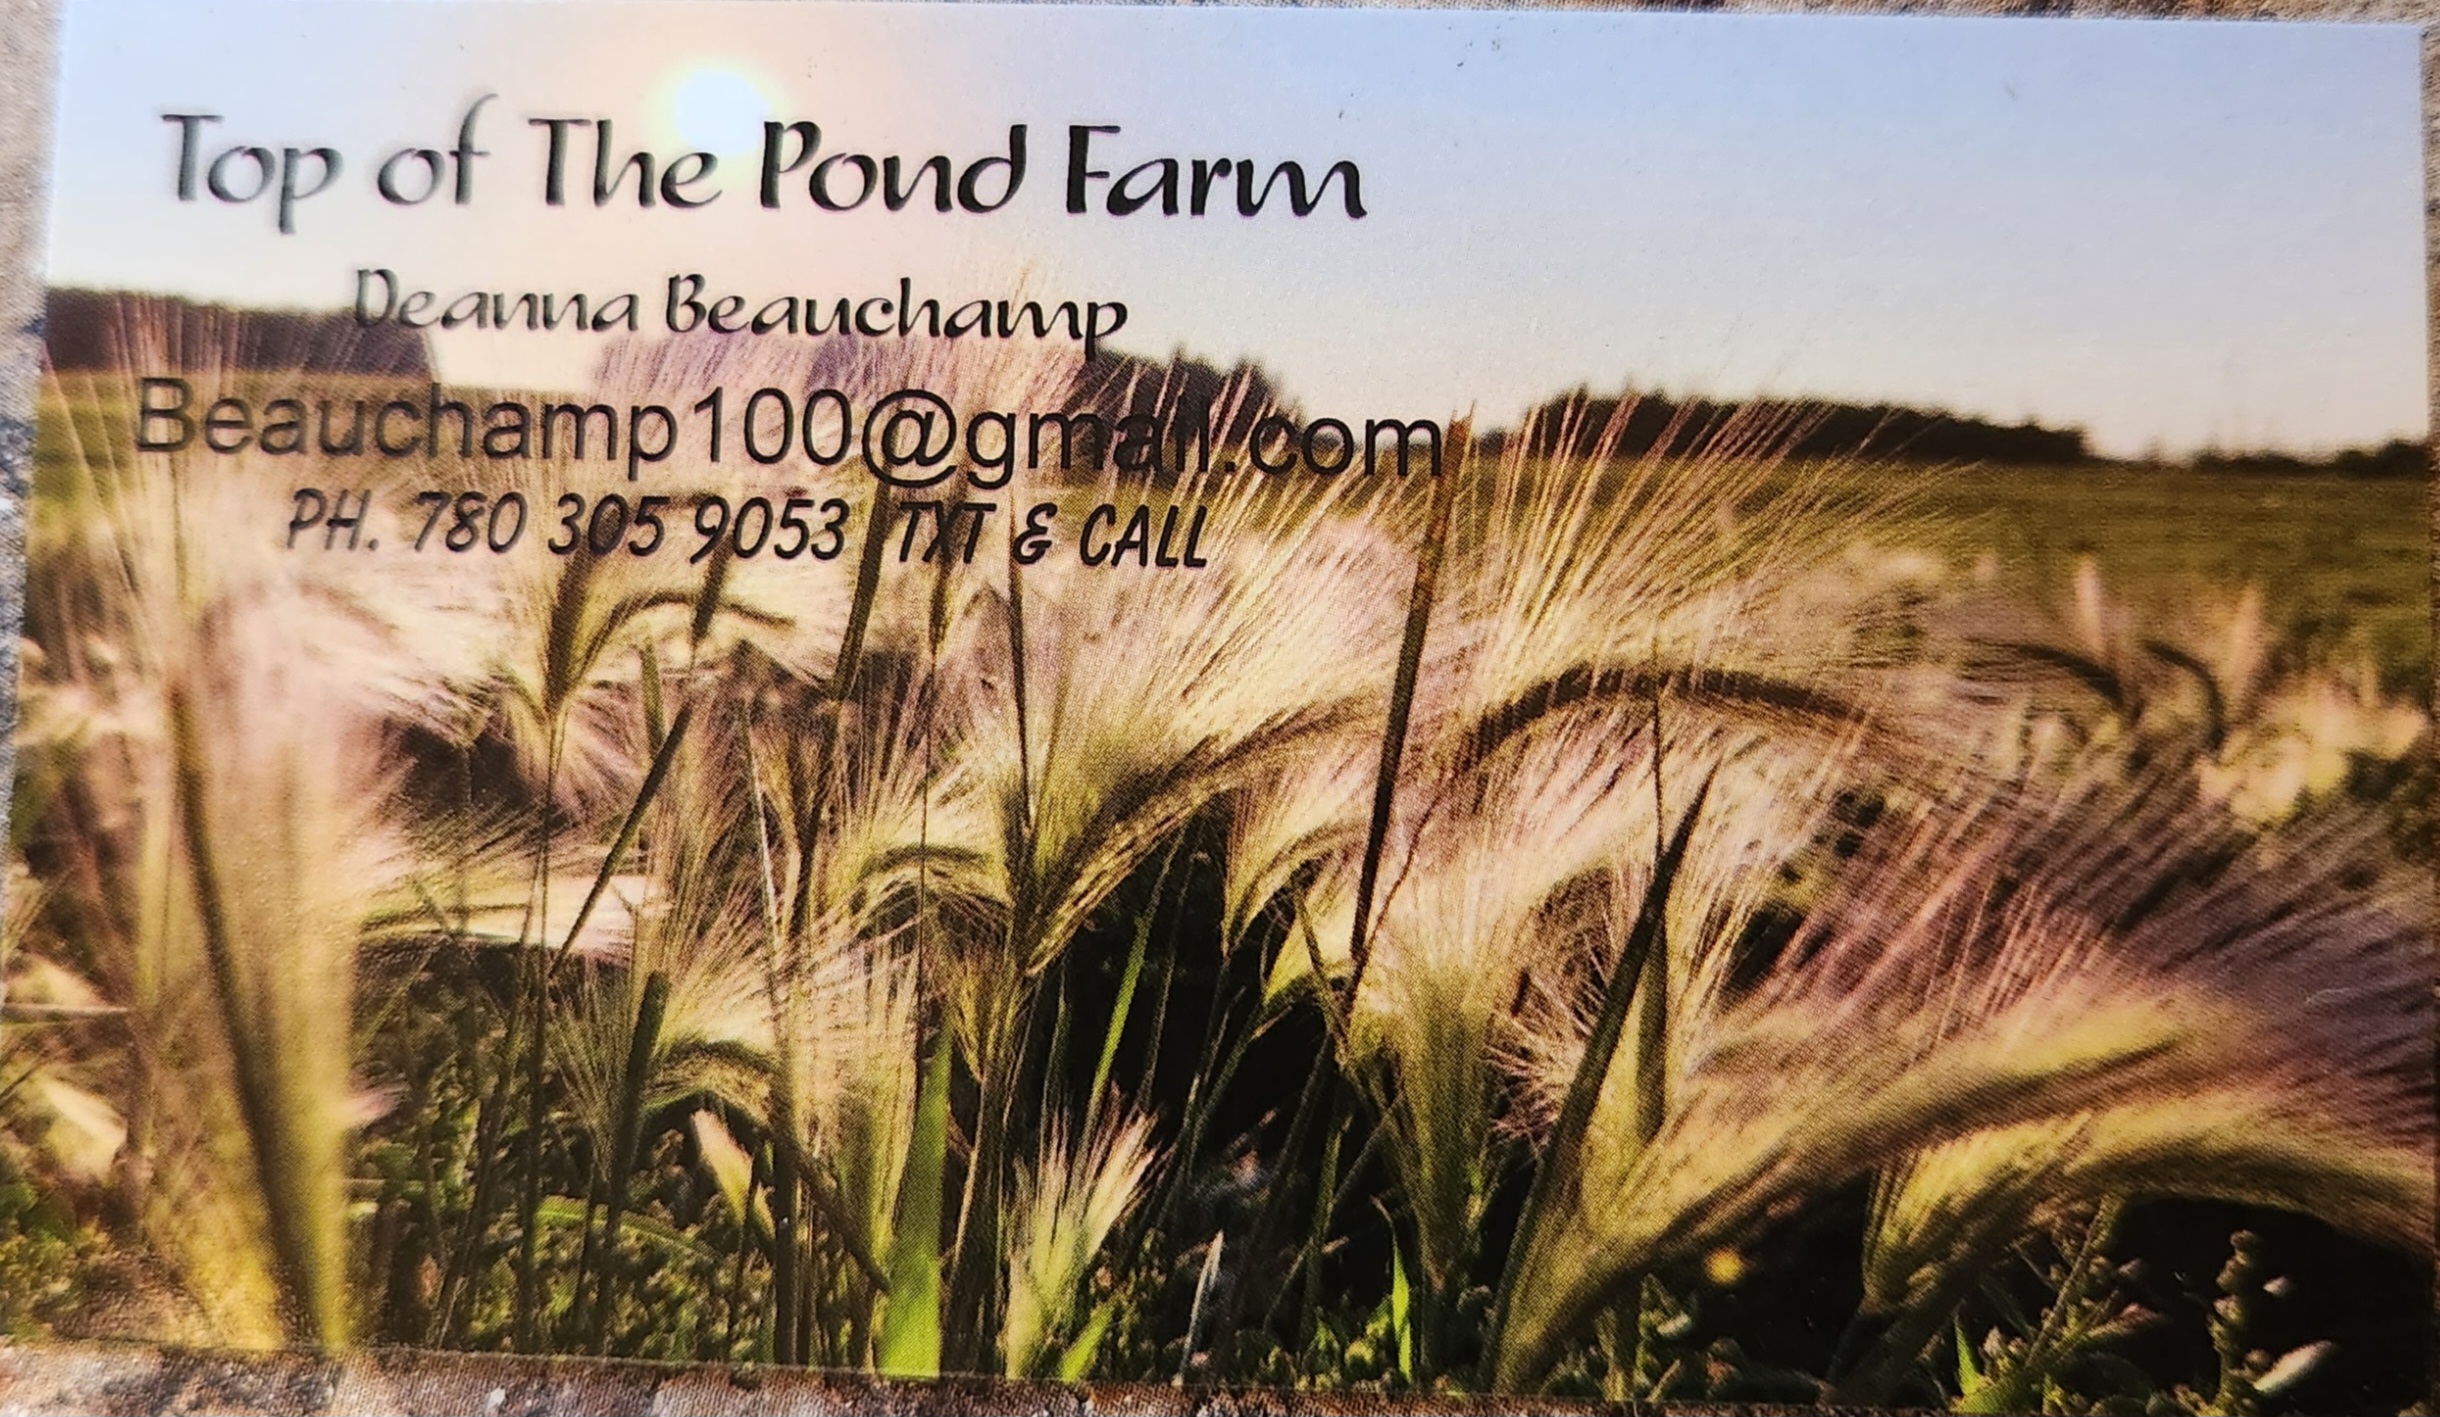 Top of The Pond Farm
Deanna Beauchamp
Beauchamp100@gmail.com
PH. 780 305 9053 TXT & CALL